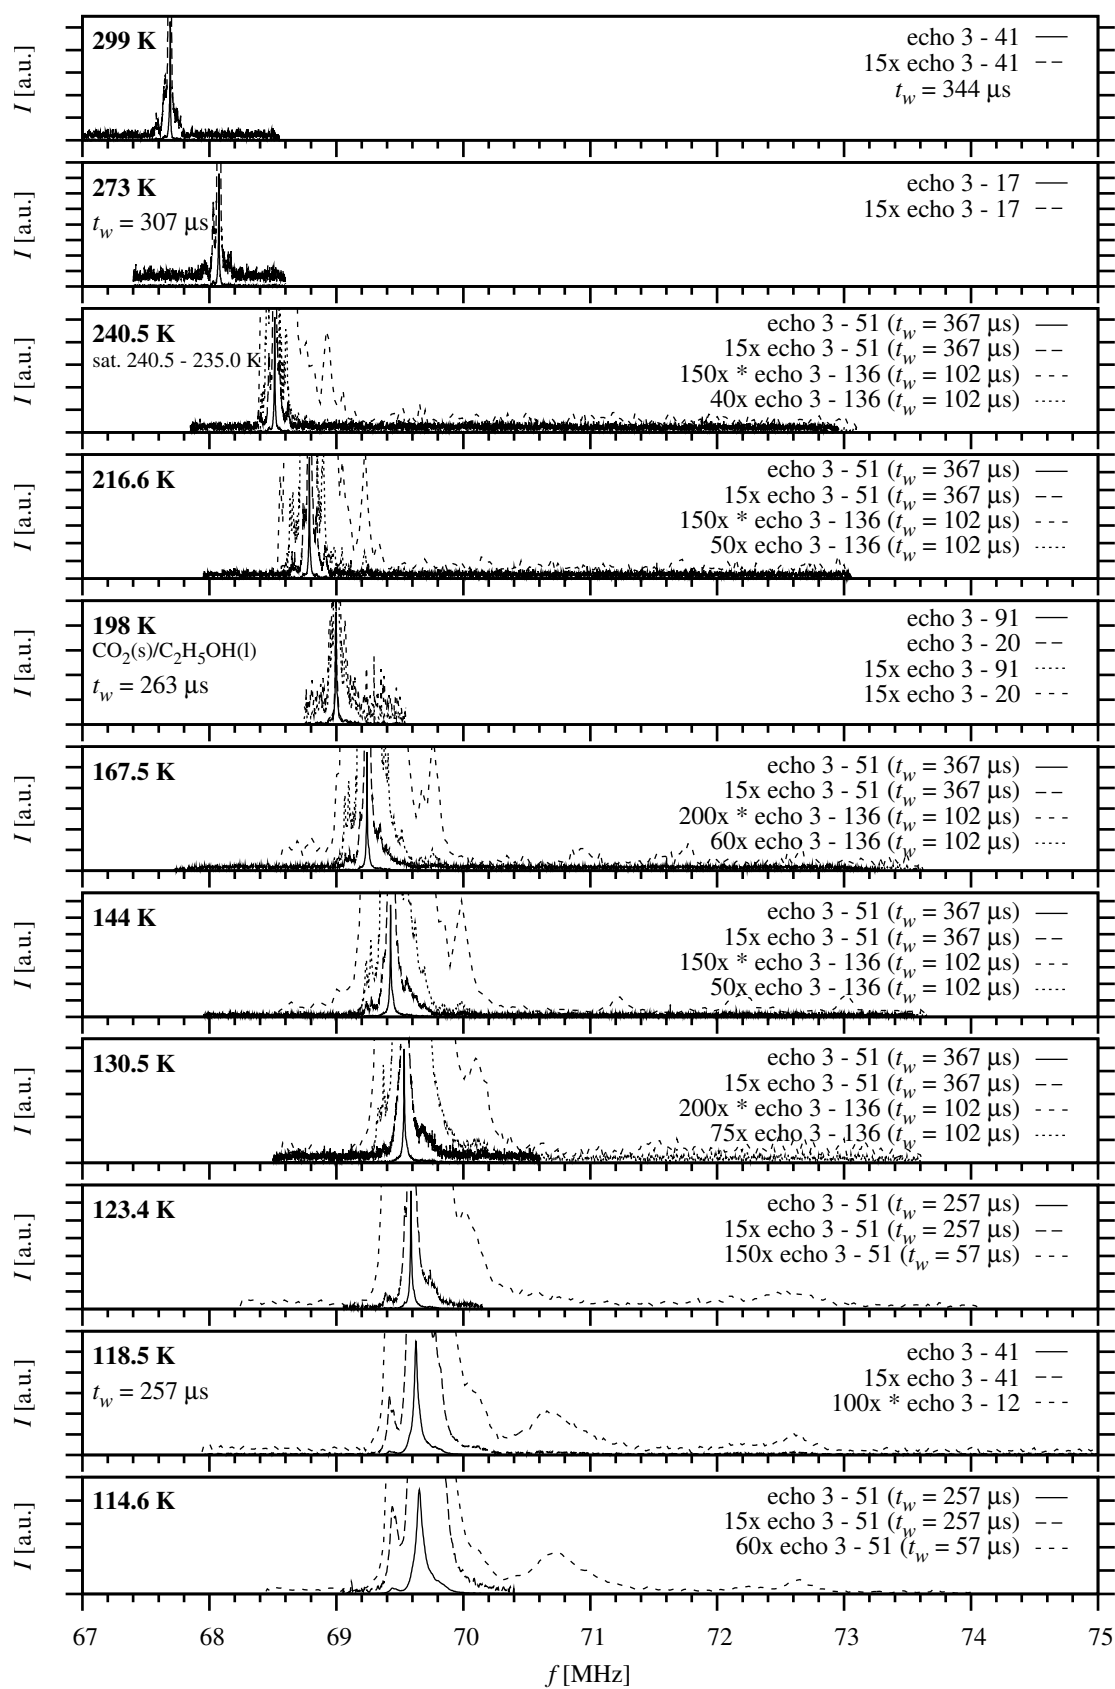 I [a.u.]
299 K
echo 3 - 41
15x echo 3 - 41
t_w = 344 μs
I [a.u.]
273 K
t_w = 307 μs
echo 3 - 17
15x echo 3 - 17
I [a.u.]
240.5 K
sat. 240.5 - 235.0 K
echo 3 - 51 (t_w = 367 μs)
15x echo 3 - 51 (t_w = 367 μs)
150x * echo 3 - 136 (t_w = 102 μs)
40x echo 3 - 136 (t_w = 102 μs)
I [a.u.]
216.6 K
echo 3 - 51 (t_w = 367 μs)
15x echo 3 - 51 (t_w = 367 μs)
150x * echo 3 - 136 (t_w = 102 μs)
50x echo 3 - 136 (t_w = 102 μs)
I [a.u.]
198 K
CO₂(s)/C₂H₅OH(l)
t_w = 263 μs
echo 3 - 91
echo 3 - 20
15x echo 3 - 91
15x echo 3 - 20
I [a.u.]
167.5 K
echo 3 - 51 (t_w = 367 μs)
15x echo 3 - 51 (t_w = 367 μs)
200x * echo 3 - 136 (t_w = 102 μs)
60x echo 3 - 136 (t_w = 102 μs)
I [a.u.]
144 K
echo 3 - 51 (t_w = 367 μs)
15x echo 3 - 51 (t_w = 367 μs)
150x * echo 3 - 136 (t_w = 102 μs)
50x echo 3 - 136 (t_w = 102 μs)
I [a.u.]
130.5 K
echo 3 - 51 (t_w = 367 μs)
15x echo 3 - 51 (t_w = 367 μs)
200x * echo 3 - 136 (t_w = 102 μs)
75x echo 3 - 136 (t_w = 102 μs)
I [a.u.]
123.4 K
echo 3 - 51 (t_w = 257 μs)
15x echo 3 - 51 (t_w = 257 μs)
150x echo 3 - 51 (t_w = 57 μs)
I [a.u.]
118.5 K
t_w = 257 μs
echo 3 - 41
15x echo 3 - 41
100x * echo 3 - 12
I [a.u.]
114.6 K
echo 3 - 51 (t_w = 257 μs)
15x echo 3 - 51 (t_w = 257 μs)
60x echo 3 - 51 (t_w = 57 μs)
67 68 69 70 71 72 73 74 75
f [MHz]